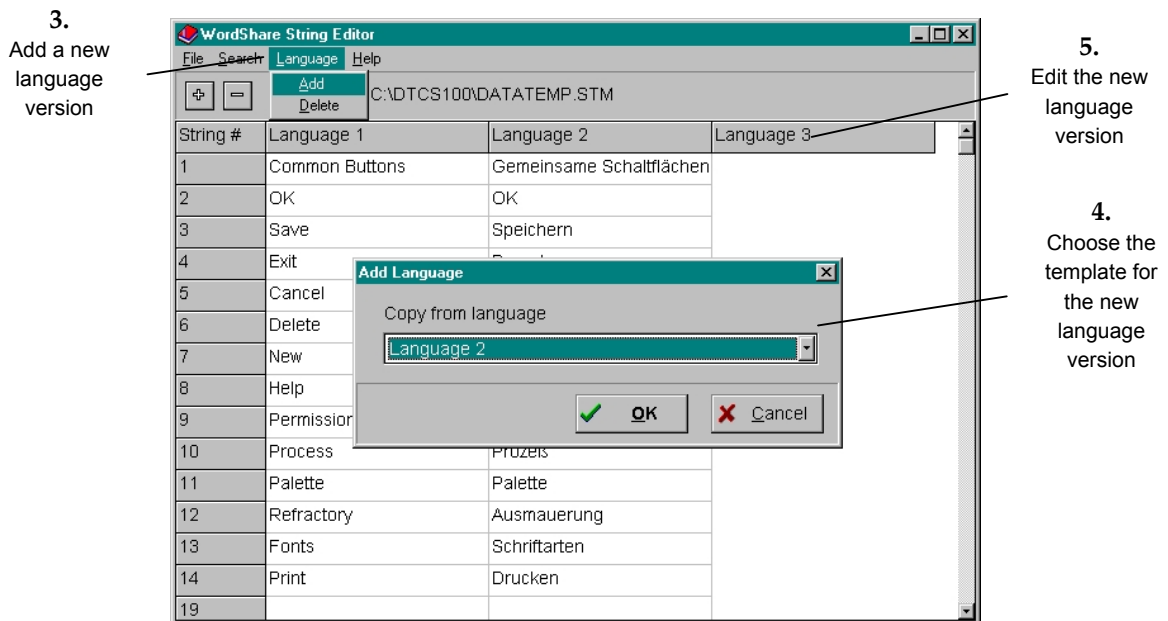 3.
Add a new
language
version
WordShare String Editor
File Search Language Help
Add
Delete
C:\DTCS100\DATATEMP.STM
String # Language 1 Language 2 Language 3
1 Common Buttons Gemeinsame Schaltflächen
2 OK OK
3 Save Speichern
4 Exit
5 Cancel
6 Delete
7 New
8 Help
9 Permission
10 Process Prozeß
11 Palette Palette
12 Refractory Ausmauerung
13 Fonts Schriftarten
14 Print Drucken
19
Add Language
Copy from language
Language 2
OK Cancel
5.
Edit the new
language
version
4.
Choose the
template for
the new
language
version